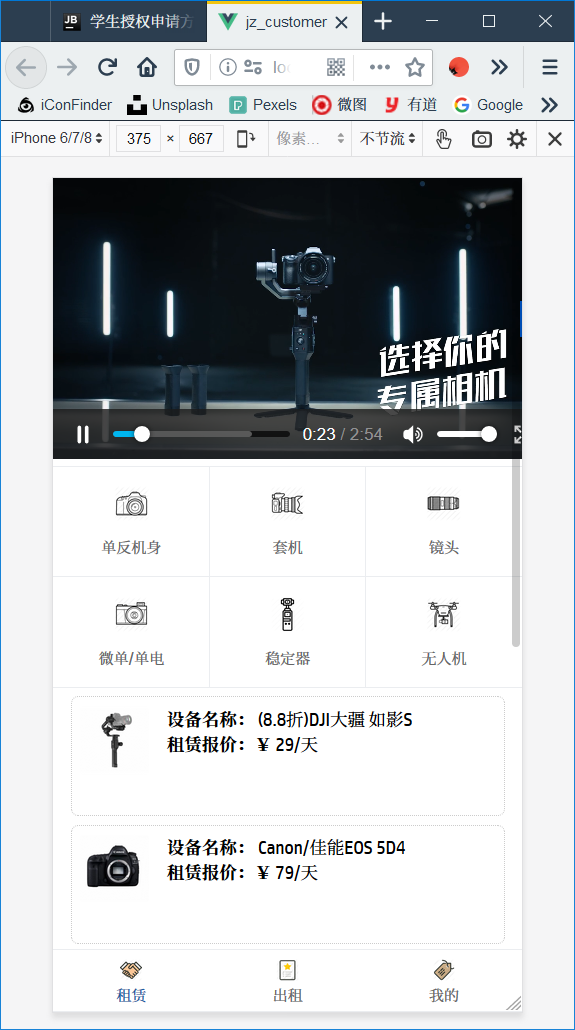 JB 学生授权申请方
jz_customer
lo
iConFinder
Unsplash
Pexels
微图
有道
Google
iPhone 6/7/8
375 × 667
像素...
不节流
选择你的
专属相机
0:23 / 2:54
单反机身
套机
镜头
微单/单电
稳定器
无人机
设备名称： (8.8折)DJI大疆 如影S
租赁报价：￥ 29/天
设备名称： Canon/佳能EOS 5D4
租赁报价：￥ 79/天
租赁
出租
我的